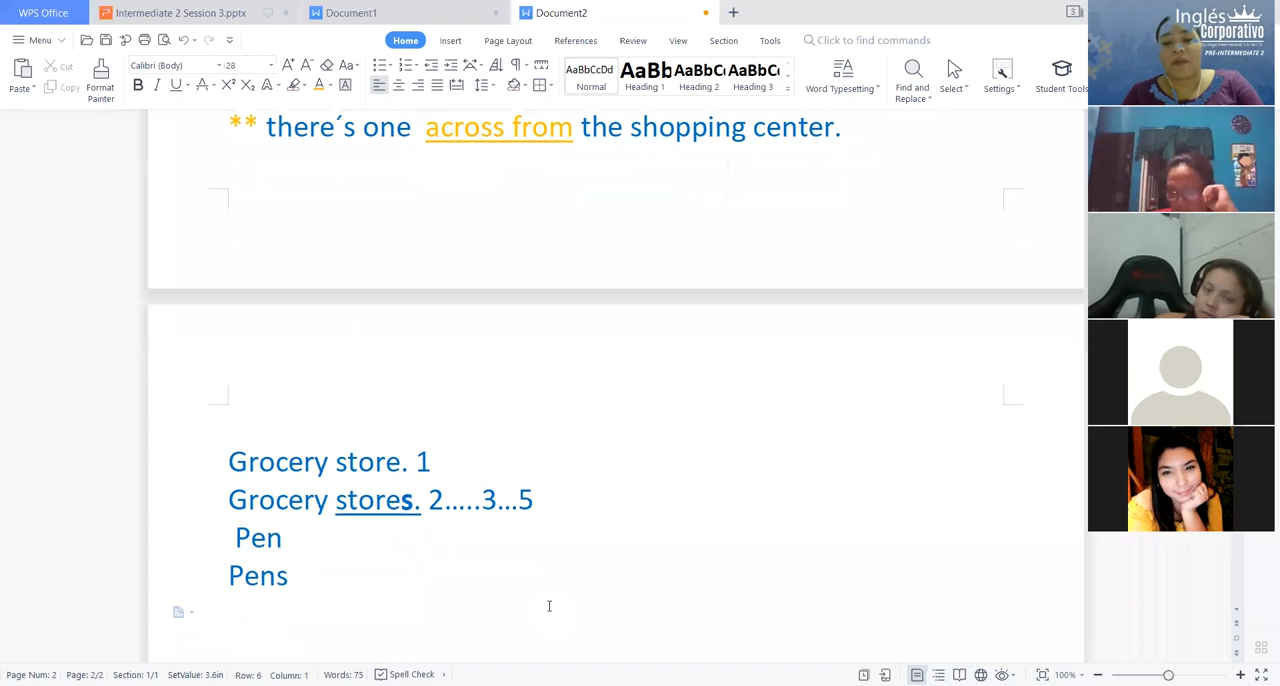 WPS Office
Intermediate 2 Session 3.pptx
Document1
Document2
3
Menu
Home
Insert
Page Layout
References
Review
View
Section
Tools
Click to find commands
Paste
Cut
Copy
Format Painter
Calibri (Body)
28
AaBbCcDd
Normal
AaBb
Heading 1
AaBbC
Heading 2
AaBbC
Heading 3
Word Typesetting
Find and Replace
Select
Settings
Student Tools
Inglés
Corporativo
PRE-INTERMEDIATE 2
** there´s one across from the shopping center.
Grocery store. 1
Grocery stores. 2.....3...5
Pen
Pens
Page Num: 2
Page: 2/2
Section: 1/1
SetValue: 3.6in
Row: 6
Column: 1
Words: 75
Spell Check
100%